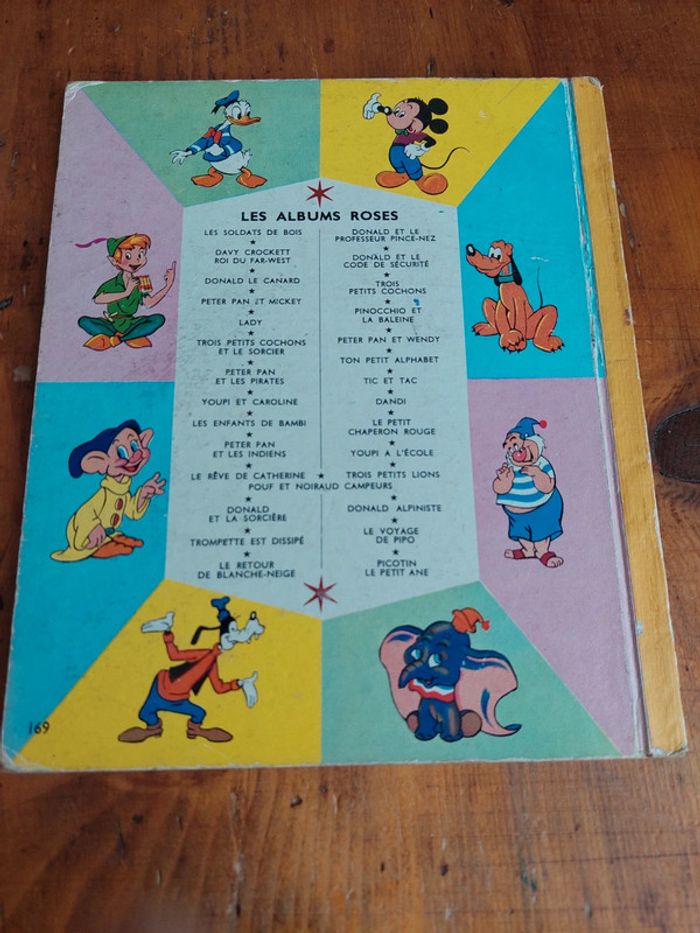 LES ALBUMS ROSES
LES SOLDATS DE BOIS
DAVY CROCKETT
ROI DU FAR-WEST
DONALD LE CANARD
PETER PAN ET MICKEY
LADY
TROIS PETITS COCHONS
ET LE SORCIER
PETER PAN
ET LES PIRATES
YOUPI ET CAROLINE
LES ENFANTS DE BAMBI
PETER PAN
ET LES INDIENS
LE RÊVE DE CATHERINE
DONALD ET LE
PROFESSEUR PINCE-NEZ
DONALD ET LE
CODE DE SÉCURITÉ
TROIS
PETITS COCHONS
PINOCCHIO ET
LA BALEINE
PETER PAN ET WENDY
TON PETIT ALPHABET
TIC ET TAC
DANDI
LE PETIT
CHAPERON ROUGE
YOUPI A L'ÉCOLE
TROIS PETITS LIONS
POUF ET NOIRAUD CAMPEURS
DONALD
ET LA SORCIÈRE
TROMPETTE EST DISSIPÉ
LE RETOUR
DE BLANCHE-NEIGE
DONALD ALPINISTE
LE VOYAGE
DE PIPO
PICOTIN
LE PETIT ANE
169